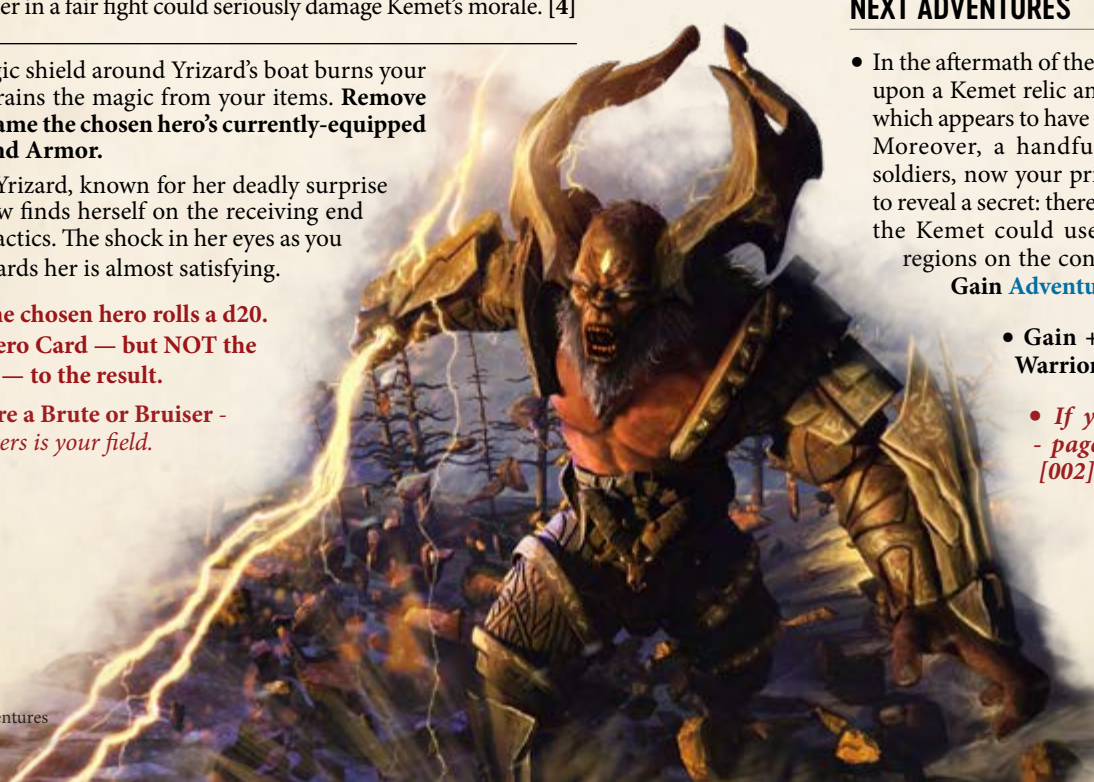 er in a fair fight could seriously damage Kemet's morale. [4]
gic shield around Yrizard's boat burns your
rains the magic from your items. Remove
ame the chosen hero's currently-equipped
nd Armor.
Yrizard, known for her deadly surprise
w finds herself on the receiving end
actics. The shock in her eyes as you
ards her is almost satisfying.
he chosen hero rolls a d20.
ero Card — but NOT the
— to the result.
re a Brute or Bruiser -
ers is your field.
entures
NEXT ADVENTURES
• In the aftermath of the
upon a Kemet relic an
which appears to have
Moreover, a handfu
soldiers, now your pri
to reveal a secret: there
the Kemet could use
regions on the con
Gain Adventu
• Gain +
Warrior
• If y
- page
[002]